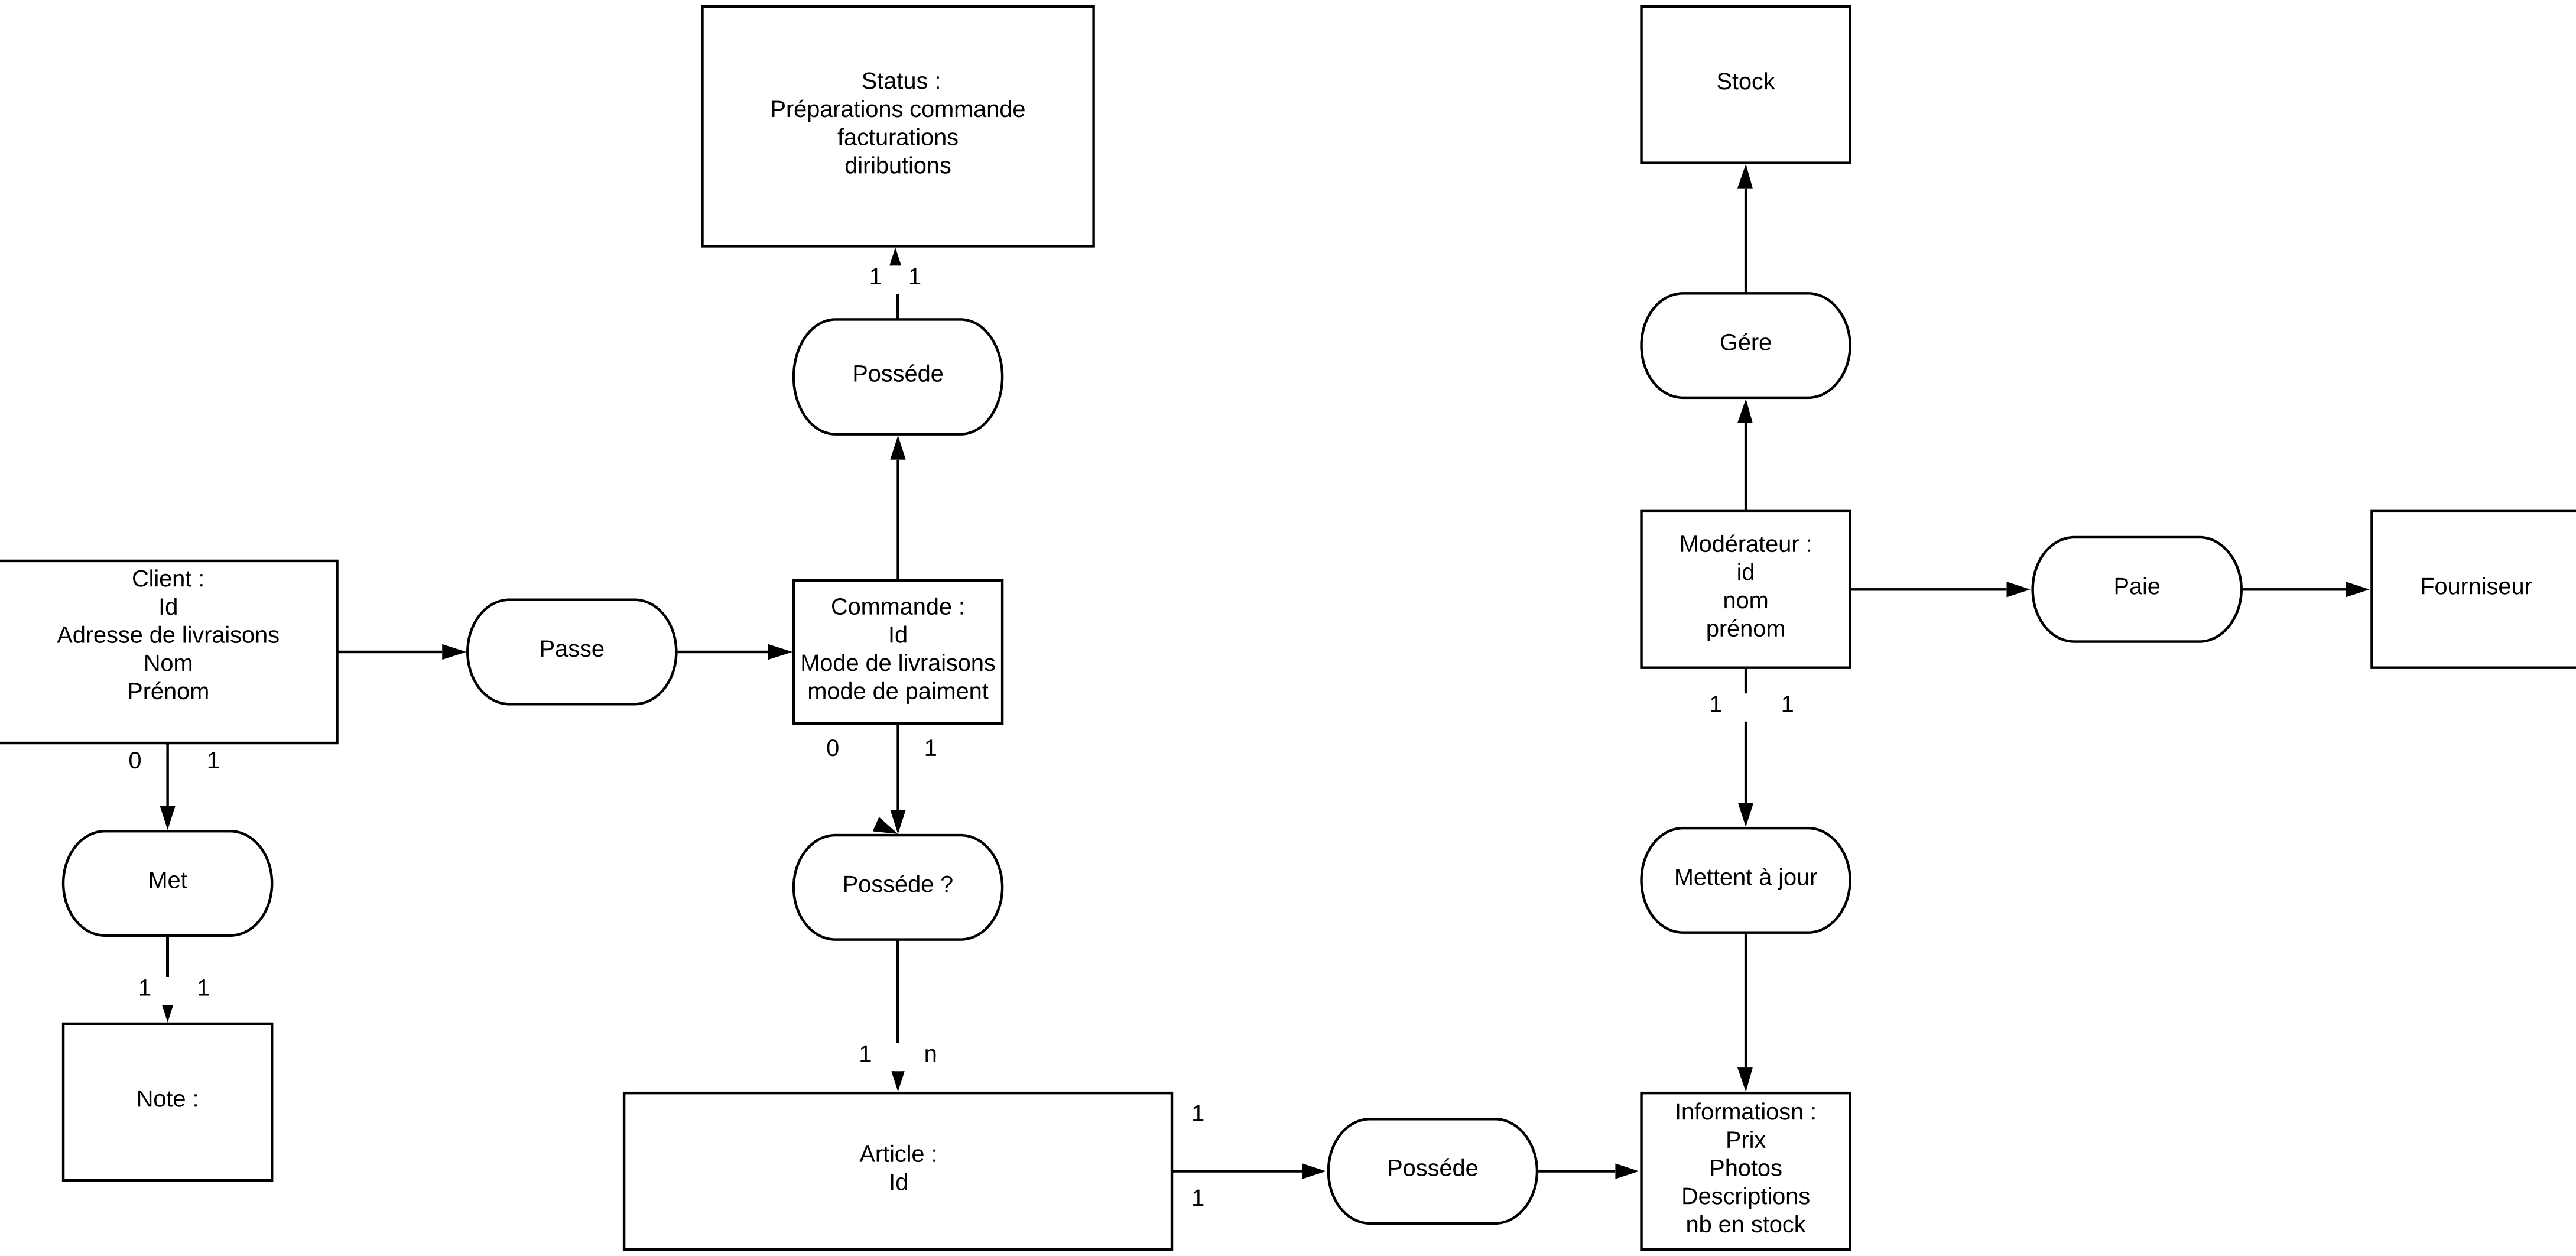 Status :
Préparations commande
facturations
diributions
Stock
1 1
Posséde
Gére
Client :
Id
Adresse de livraisons
Nom
Prénom
Passe
Commande :
Id
Mode de livraisons
mode de paiment
Modérateur :
id
nom
prénom
Paie
Fourniseur
0 1
0 1
1 1
Met
Posséde ?
Mettent à jour
1 1
1 n
Note :
Article :
Id
1
1
Posséde
Informatiosn :
Prix
Photos
Descriptions
nb en stock